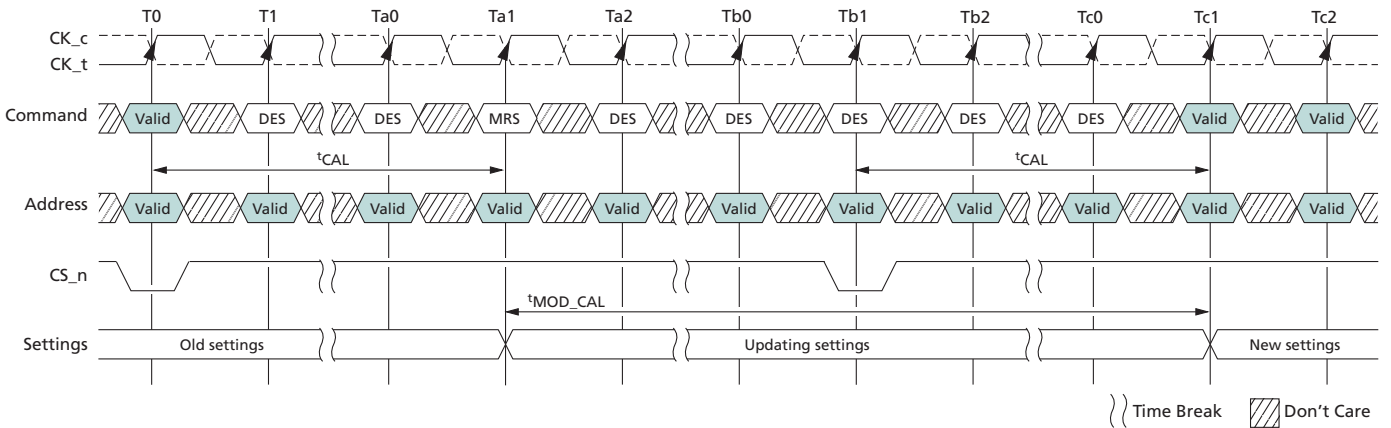 T0 T1 Ta0 Ta1 Ta2 Tb0 Tb1 Tb2 Tc0 Tc1 Tc2
CK_c
CK_t
Command Valid DES DES MRS DES DES DES DES DES Valid Valid
tCAL tCAL
Address Valid Valid Valid Valid Valid Valid Valid Valid Valid Valid Valid
CS_n
tMOD_CAL
Settings Old settings Updating settings New settings
Time Break Don't Care